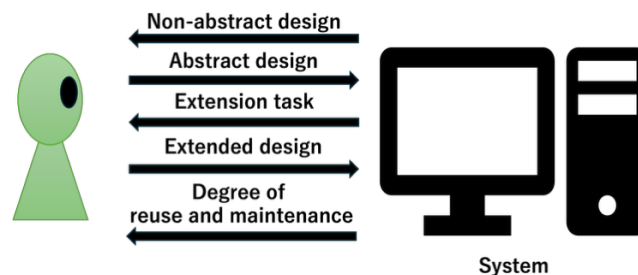 Non-abstract design
Abstract design
Extension task
Extended design
Degree of
reuse and maintenance
System